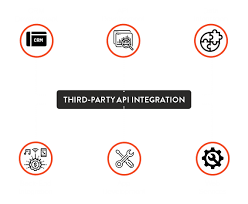 CRM
THIRD-PARTY API INTEGRATION